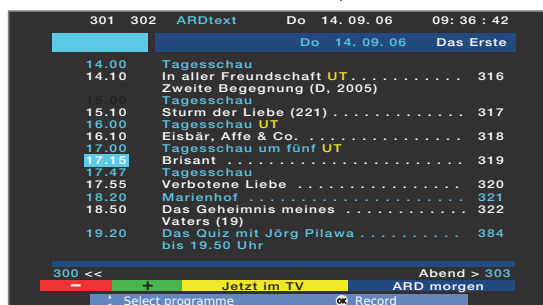 301 302 ARDtext Do 14. 09. 06 09: 36 : 42
Do 14. 09. 06 Das Erste
14.00 Tagesschau
14.10 In aller Freundschaft UT. . . . . . . . . . . 316
Zweite Begegnung (D, 2005)
15.00 Tagesschau
15.10 Sturm der Liebe (221) . . . . . . . . . . . . . 317
16.00 Tagesschau UT
16.10 Eisbär, Affe & Co. . . . . . . . . . . . . . . . . 318
17.00 Tagesschau um fünf UT
17.15 Brisant . . . . . . . . . . . . . . . . . . . . . . . . 319
17.47 Tagesschau
17.55 Verbotene Liebe . . . . . . . . . . . . . . . . . 320
18.20 Marienhof . . . . . . . . . . . . . . . . . . . . . 321
18.50 Das Geheimnis meines . . . . . . . . . . . . 322
Vaters (19)
19.20 Das Quiz mit Jörg Pilawa . . . . . . . . . . 384
bis 19.50 Uhr
300 << Abend > 303
− + Jetzt im TV ARD morgen
Select programme OK Record